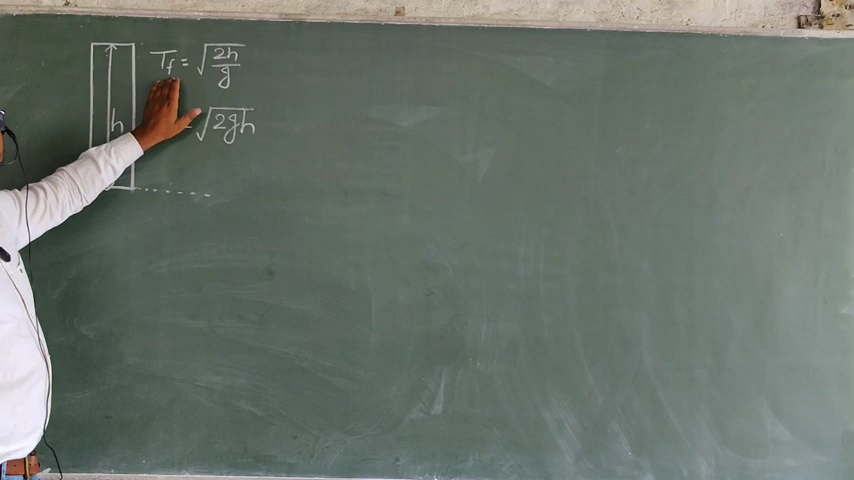 T_f = √(2h/g)
h
= √(2gh)